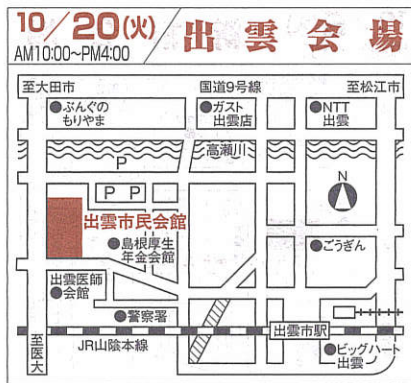 10/20(火)
AM10:00~PM4:00
出雲会場
至大田市
国道9号線
至松江市
ぶんぐの
もりやま
ガスト
出雲店
NTT
出雲
高瀬川
P
P P
N
出雲市民会館
島根厚生
年金会館
ごうぎん
出雲医師
会館
警察署
出雲市駅
至医大
JR山陰本線
ビッグハート
出雲